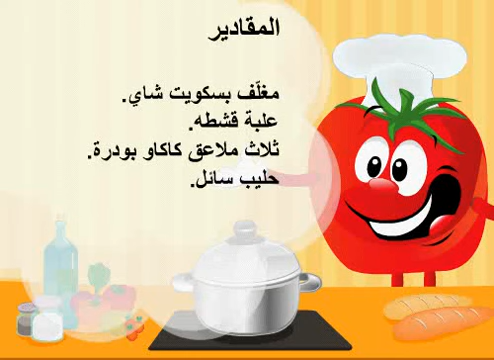 المقادير
مغلّف بسكويت شاي.
علبة قشطه.
ثلاث ملاعق كاكاو بودرة.
حليب سائل.